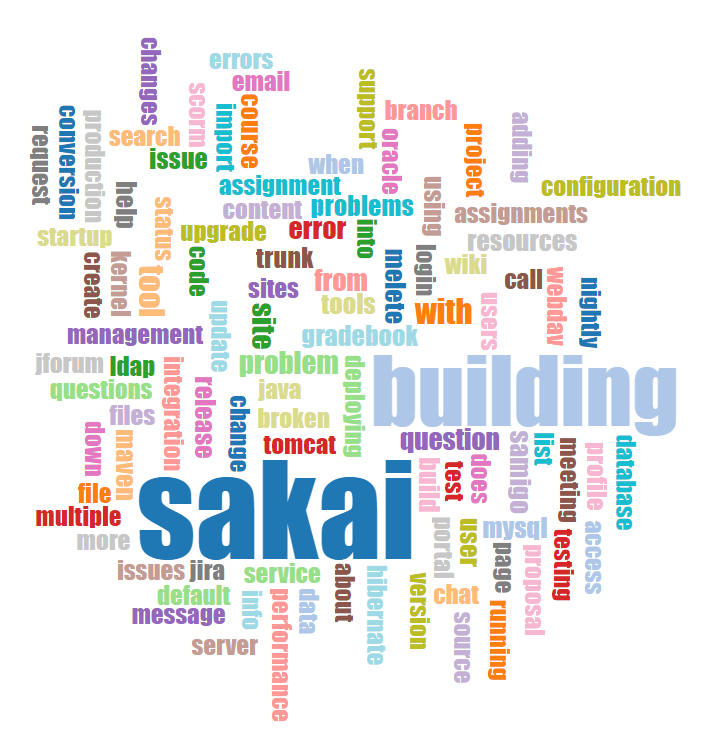 changes
errors
email
scorm
import
course
support
branch
request
conversion
production
search
issue
oracle
project
adding
help
when
assignment
configuration
content
problems
using
assignments
startup
status
upgrade
error
into
resources
create
kernel
tool
code
trunk
melete
login
wiki
sites
from
call
webdav
nightly
tools
with
users
management
update
site
gradebook
jforum
ldap
problem
building
questions
integration
release
java
deploying
files
change
broken
down
maven
tomcat
question
samigo
list
meeting
profile
database
file
sakai
build
test
does
multiple
more
portal
user
mysql
testing
access
issues
jira
service
about
hibernate
version
page
proposal
default
info
performance
data
chat
message
source
running
server